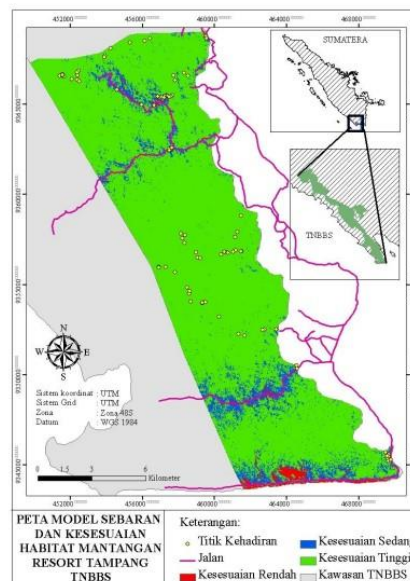 452000
456000
460000
464000
468000
SUMATERA
TNBBS
N
W E
S
Sistem koordinat : UTM
Sistem Grid : UTM
Zona : Zona 48S
Datum : WGS 1984
0 1.5 3 6
Kilometer
452000
456000
460000
464000
468000
PETA MODEL SEBARAN
DAN KESESUAIAN
HABITAT MANTANGAN
RESORT TAMPANG
TNBBS
Keterangan:
Titik Kehadiran
Jalan
Kesesuaian Rendah
Kesesuaian Sedang
Kesesuaian Tinggi
Kawasan TNBBS